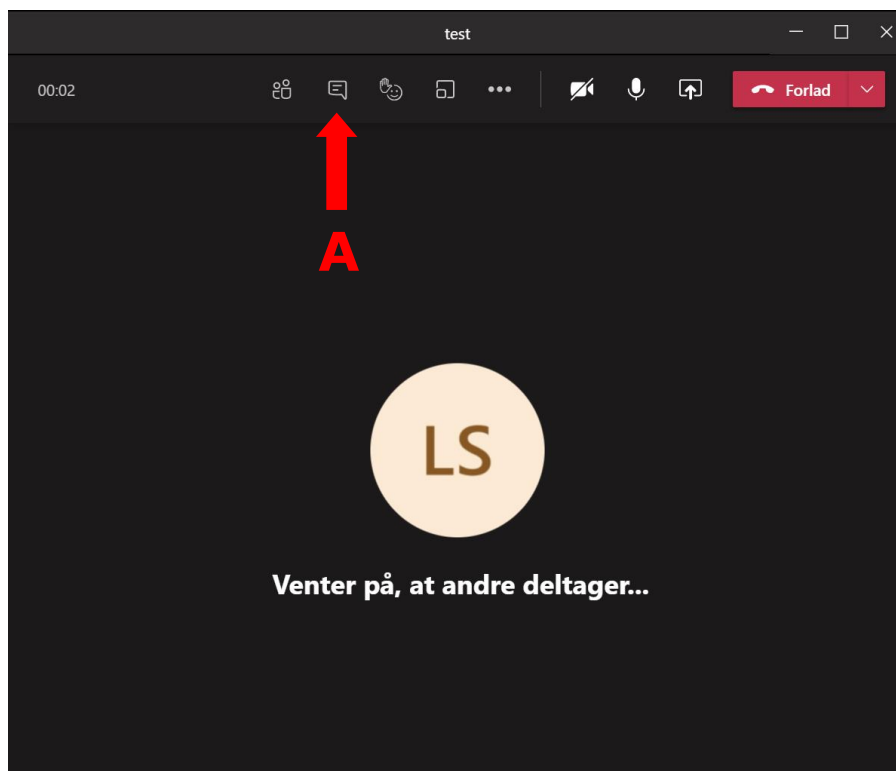 test
00:02
Forlad
A
LS
Venter på, at andre deltager...